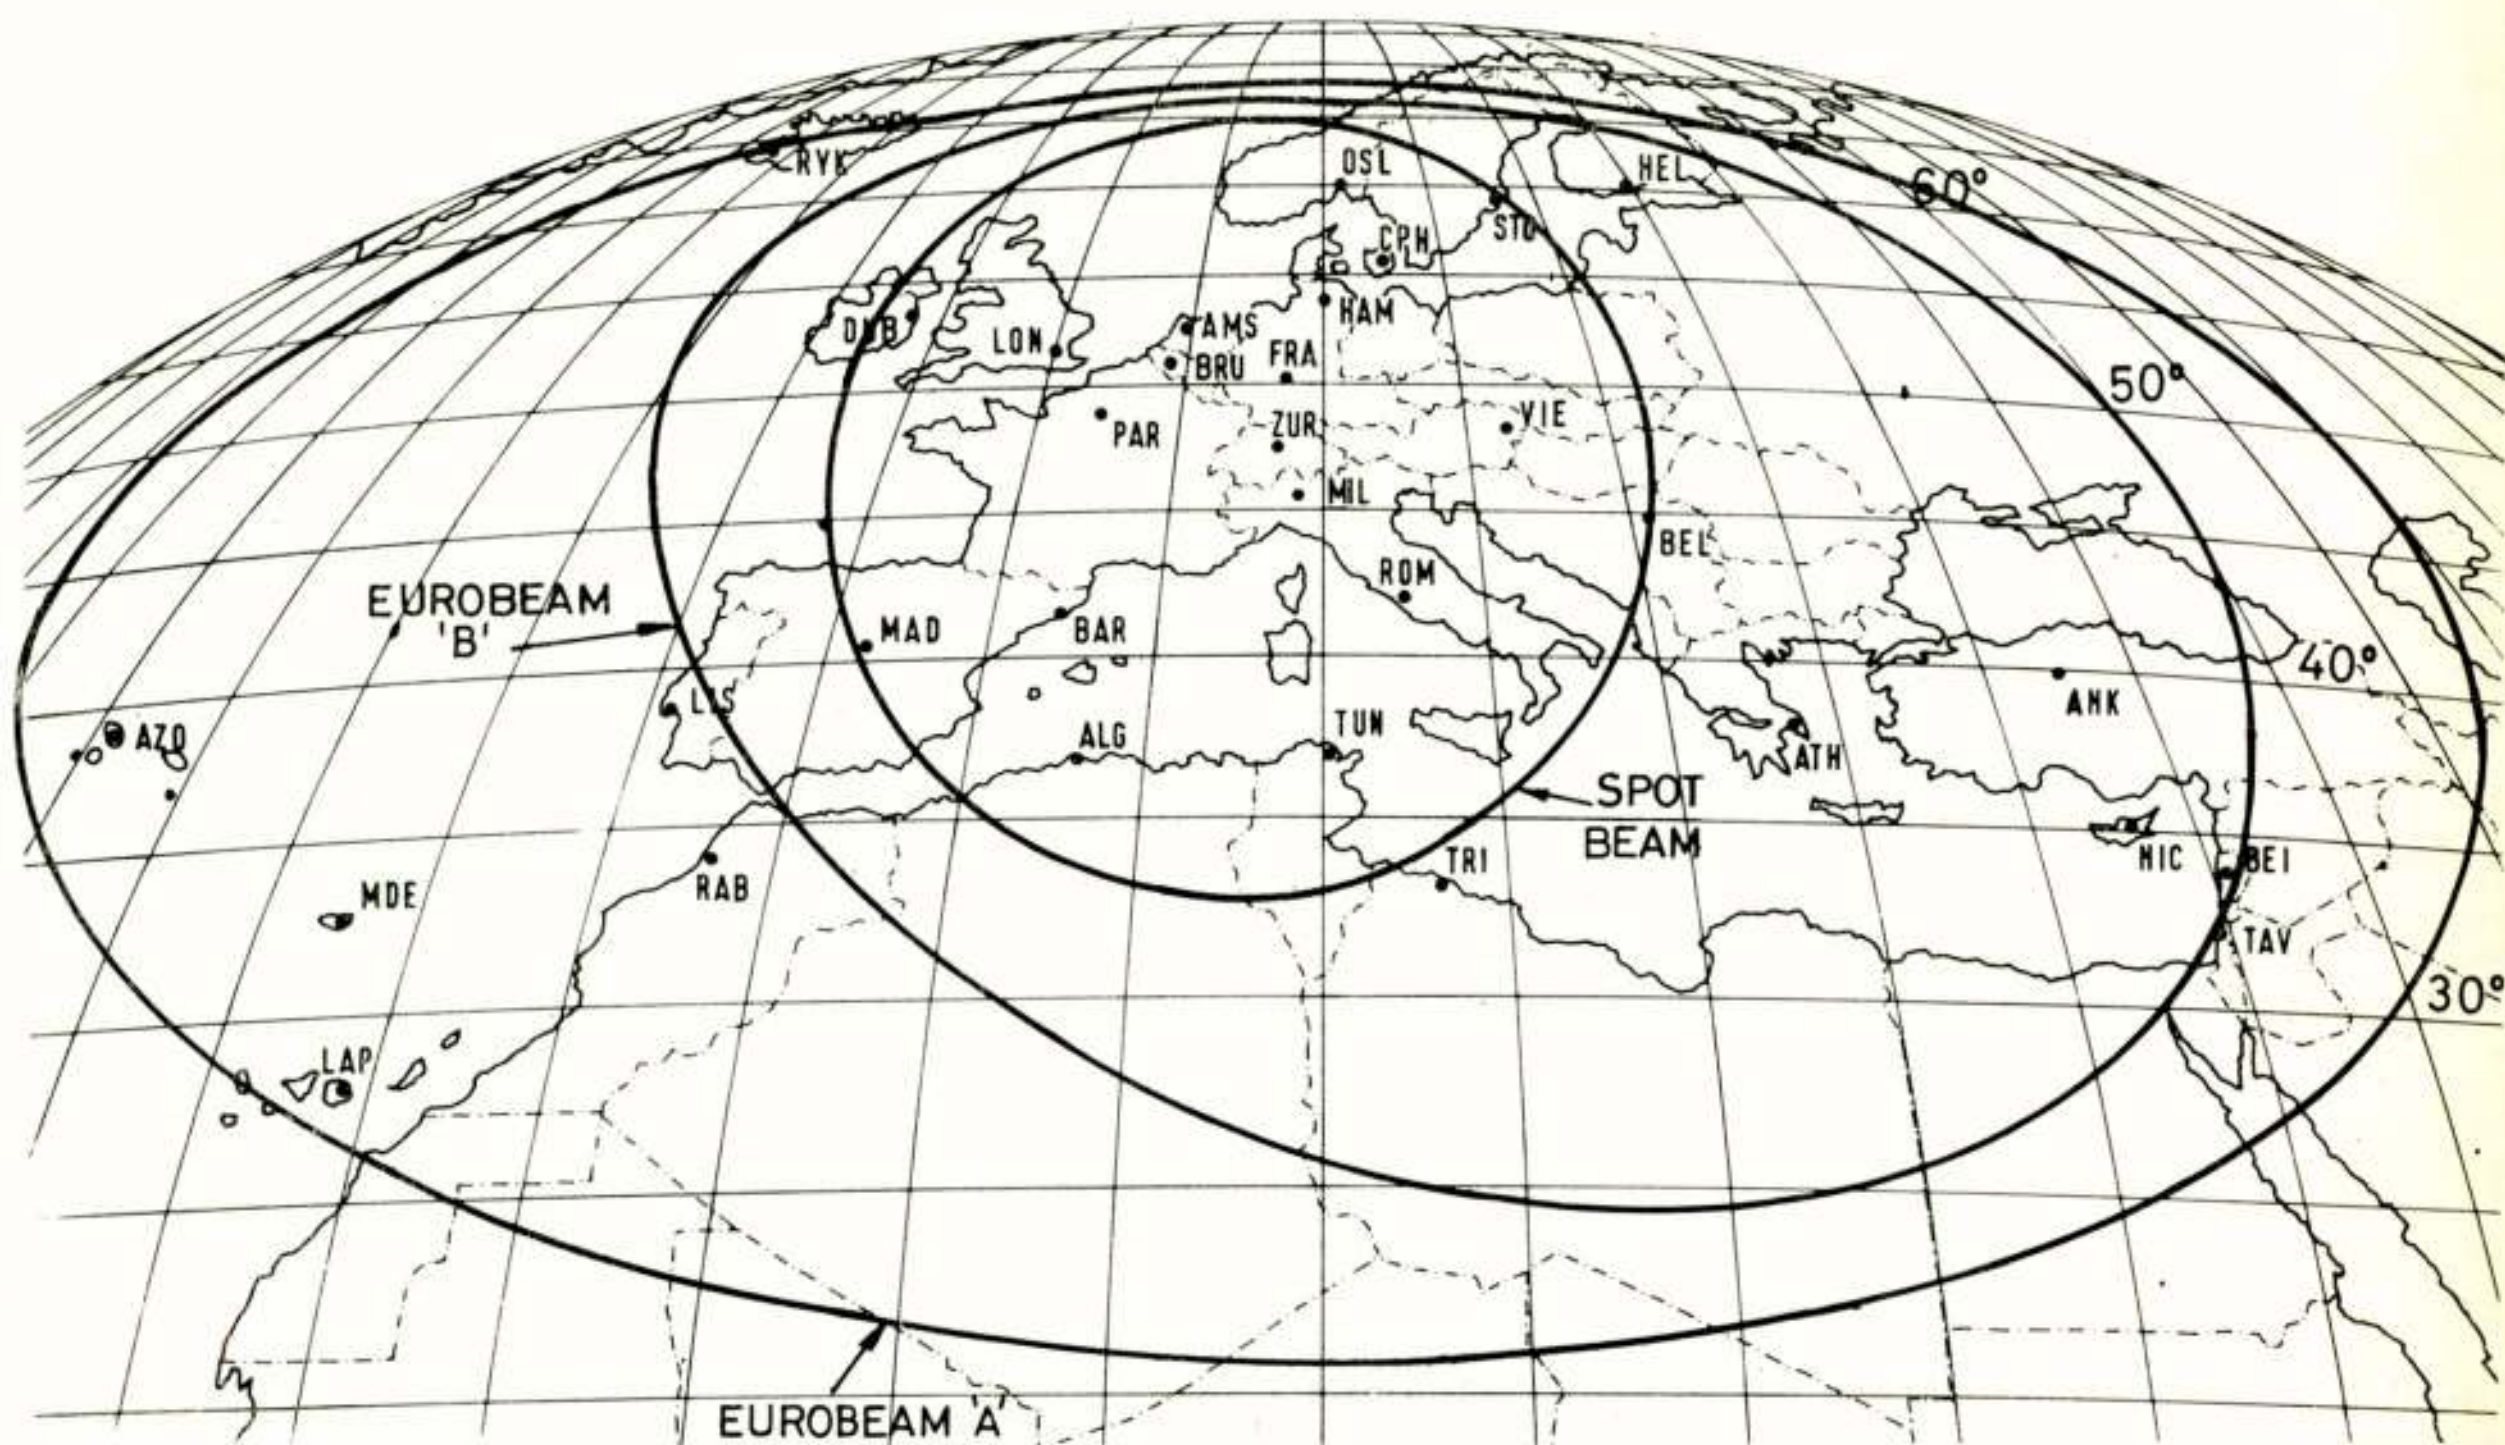 RYK
OSL
HEL
60°
STO
CPH
HAM
DUB
LON
AMS
BRU
FRA
50°
PAR
ZUR
VIE
MIL
BEL
ROM
EUROBEAM
'B'
MAD
BAR
40°
LIS
ANK
AZO
ALG
TUN
ATH
SPOT
BEAM
NIC
BEI
TRI
RAB
MDE
TAV
30°
LAP
EUROBEAM 'A'